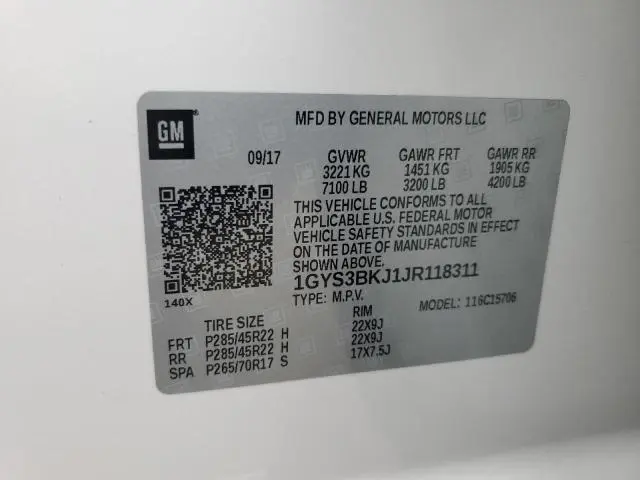 GM
MFD BY GENERAL MOTORS LLC
09/17 GVWR GAWR FRT GAWR RR
3221 KG 1451 KG 1905 KG
7100 LB 3200 LB 4200 LB
THIS VEHICLE CONFORMS TO ALL
APPLICABLE U.S. FEDERAL MOTOR
VEHICLE SAFETY STANDARDS IN EFFECT
ON THE DATE OF MANUFACTURE
SHOWN ABOVE.
1GYS3BKJ1JR118311
140X TYPE: M.P.V. MODEL: 116C15706
TIRE SIZE RIM
FRT P285/45R22 H 22X9J
RR P285/45R22 H 22X9J
SPA P265/70R17 S 17X7.5J